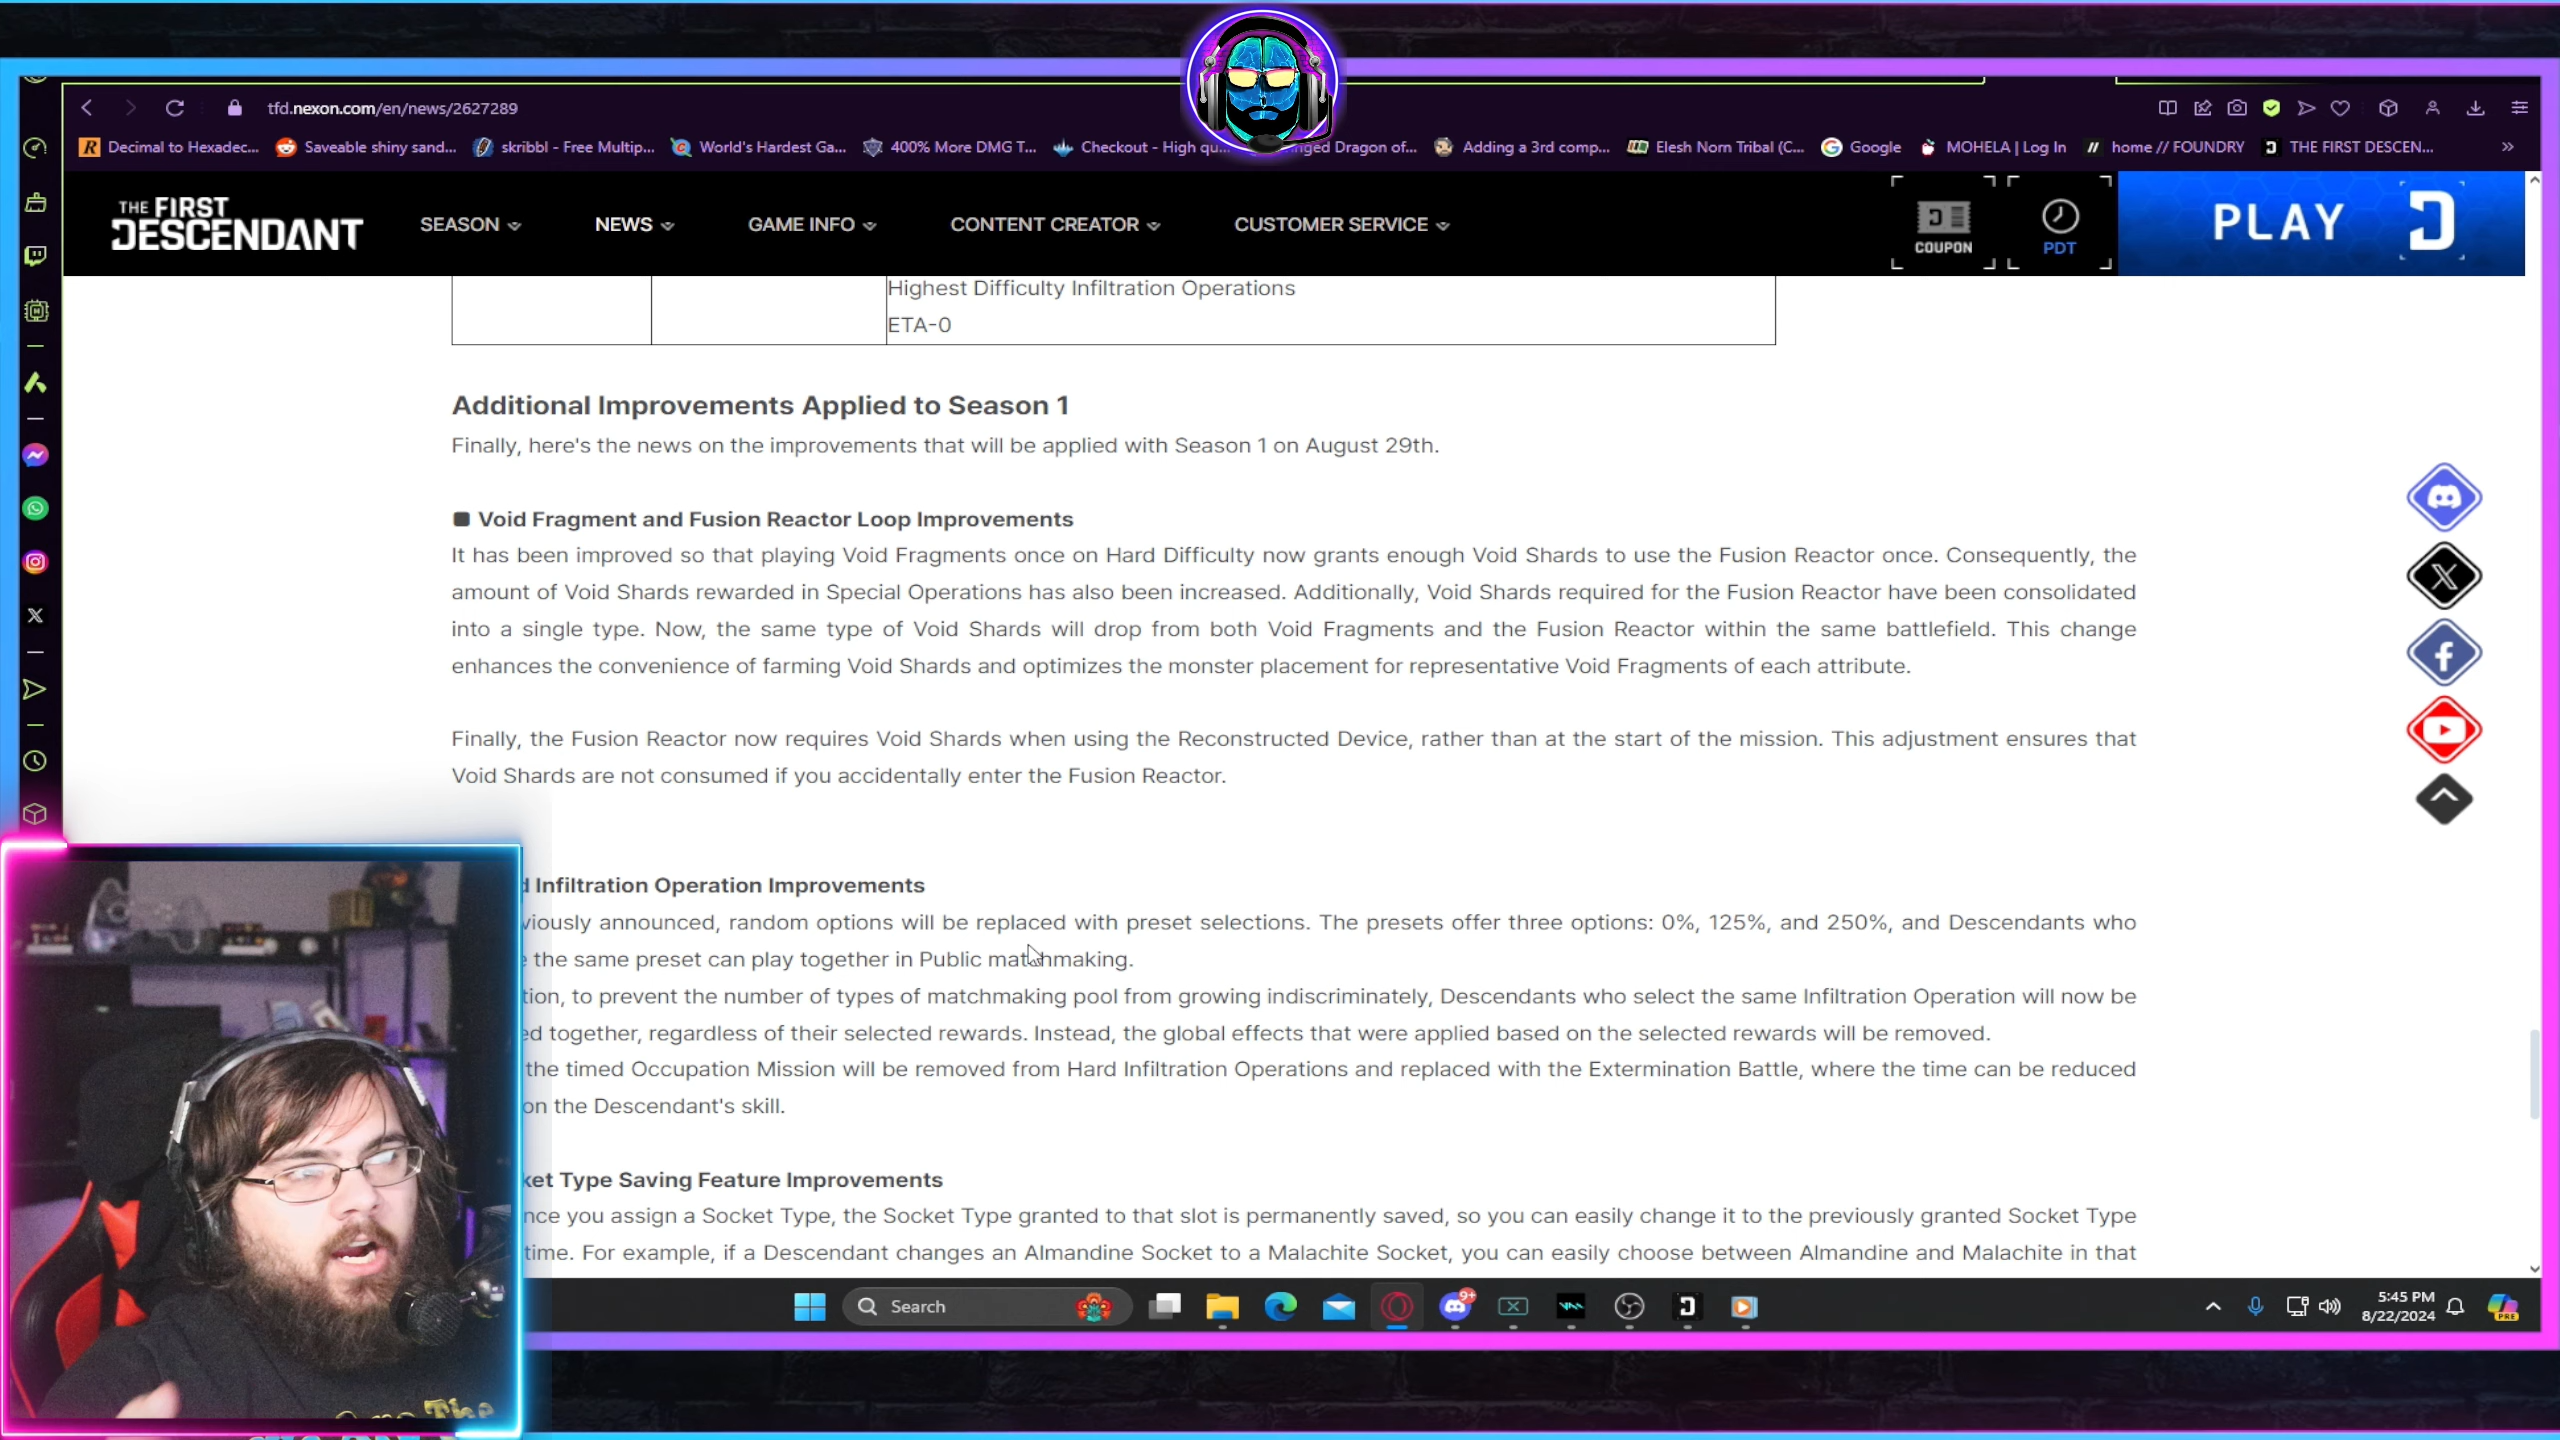 tfd.nexon.com/en/news/2627289
Decimal to Hexadec... Saveable shiny sand... skribbl - Free Multip... World's Hardest Ga... 400% More DMG T... Checkout - High qu... nged Dragon of... Adding a 3rd comp... Elesh Norn Tribal (C... Google MOHELA | Log In home // FOUNDRY THE FIRST DESCEN...
THE FIRST
DESCENDANT
SEASON NEWS GAME INFO CONTENT CREATOR CUSTOMER SERVICE
COUPON
PDT
PLAY
Highest Difficulty Infiltration Operations
ETA-0
Additional Improvements Applied to Season 1
Finally, here's the news on the improvements that will be applied with Season 1 on August 29th.
Void Fragment and Fusion Reactor Loop Improvements
It has been improved so that playing Void Fragments once on Hard Difficulty now grants enough Void Shards to use the Fusion Reactor once. Consequently, the
amount of Void Shards rewarded in Special Operations has also been increased. Additionally, Void Shards required for the Fusion Reactor have been consolidated
into a single type. Now, the same type of Void Shards will drop from both Void Fragments and the Fusion Reactor within the same battlefield. This change
enhances the convenience of farming Void Shards and optimizes the monster placement for representative Void Fragments of each attribute.
Finally, the Fusion Reactor now requires Void Shards when using the Reconstructed Device, rather than at the start of the mission. This adjustment ensures that
Void Shards are not consumed if you accidentally enter the Fusion Reactor.
d Infiltration Operation Improvements
viously announced, random options will be replaced with preset selections. The presets offer three options: 0%, 125%, and 250%, and Descendants who
e the same preset can play together in Public matchmaking.
tion, to prevent the number of types of matchmaking pool from growing indiscriminately, Descendants who select the same Infiltration Operation will now be
ed together, regardless of their selected rewards. Instead, the global effects that were applied based on the selected rewards will be removed.
the timed Occupation Mission will be removed from Hard Infiltration Operations and replaced with the Extermination Battle, where the time can be reduced
on the Descendant's skill.
ket Type Saving Feature Improvements
nce you assign a Socket Type, the Socket Type granted to that slot is permanently saved, so you can easily change it to the previously granted Socket Type
time. For example, if a Descendant changes an Almandine Socket to a Malachite Socket, you can easily choose between Almandine and Malachite in that
Search
9+
5:45 PM
8/22/2024
PRE